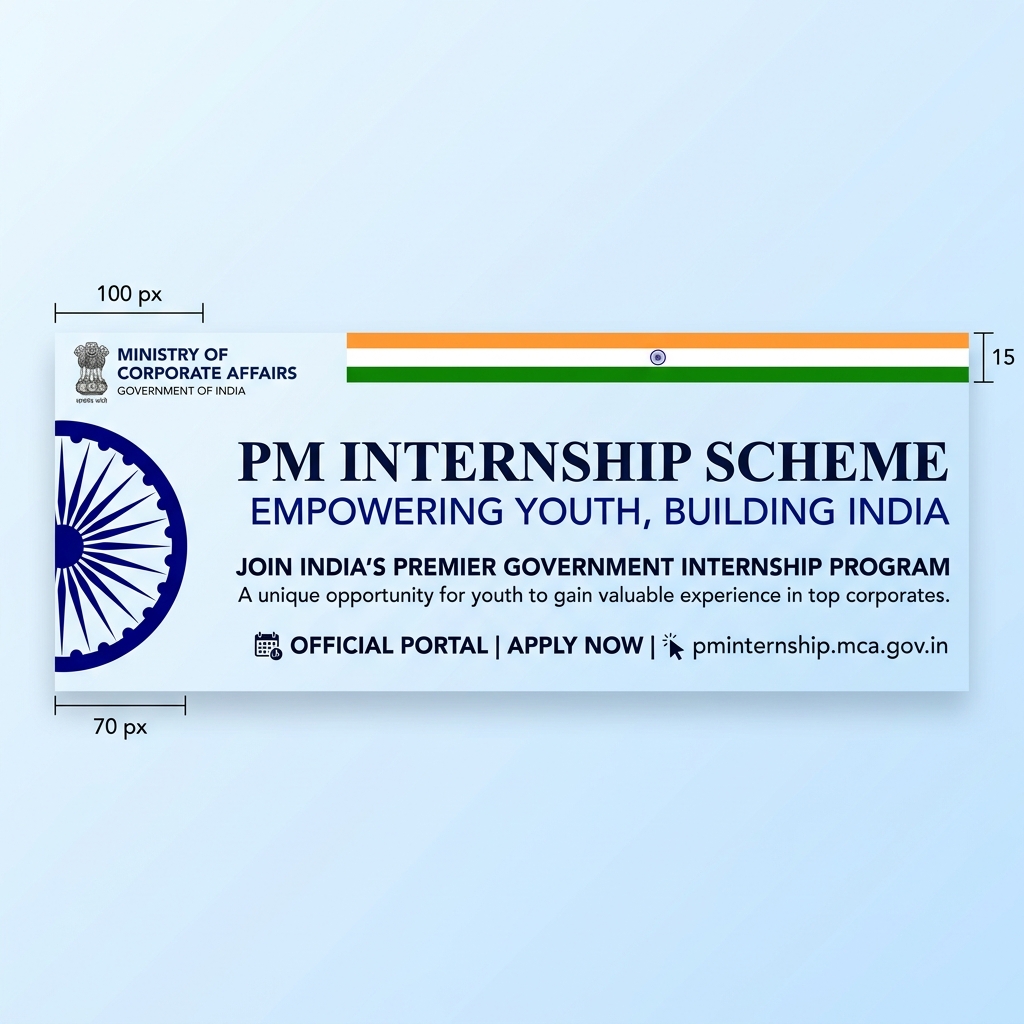 100 px
15
MINISTRY OF
CORPORATE AFFAIRS
GOVERNMENT OF INDIA
PM INTERNSHIP SCHEME
EMPOWERING YOUTH, BUILDING INDIA
JOIN INDIA'S PREMIER GOVERNMENT INTERNSHIP PROGRAM
A unique opportunity for youth to gain valuable experience in top corporates.
OFFICIAL PORTAL | APPLY NOW | pminternship.mca.gov.in
70 px